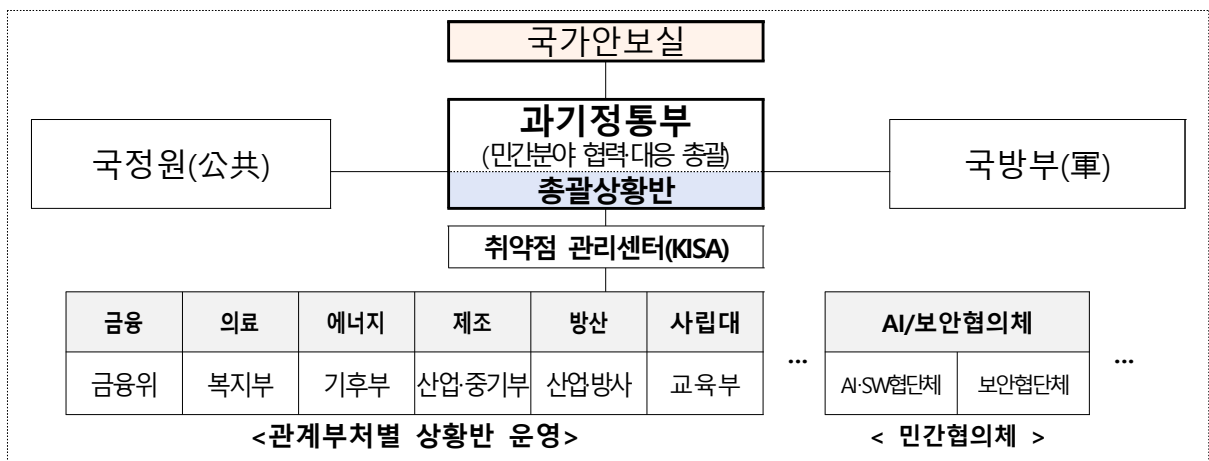 국가안보실
과기정통부
(민간분야 협력·대응 총괄)
총괄상황반
국정원(公共)
국방부(軍)
취약점 관리센터(KISA)
금융 의료 에너지 제조 방산 사립대
금융위 복지부 기후부 산업·중기부 산업·방사 교육부
...
AI/보안협의체
AI·SW협단체 보안협단체
...
<관계부처별 상황반 운영>
< 민간협의체 >